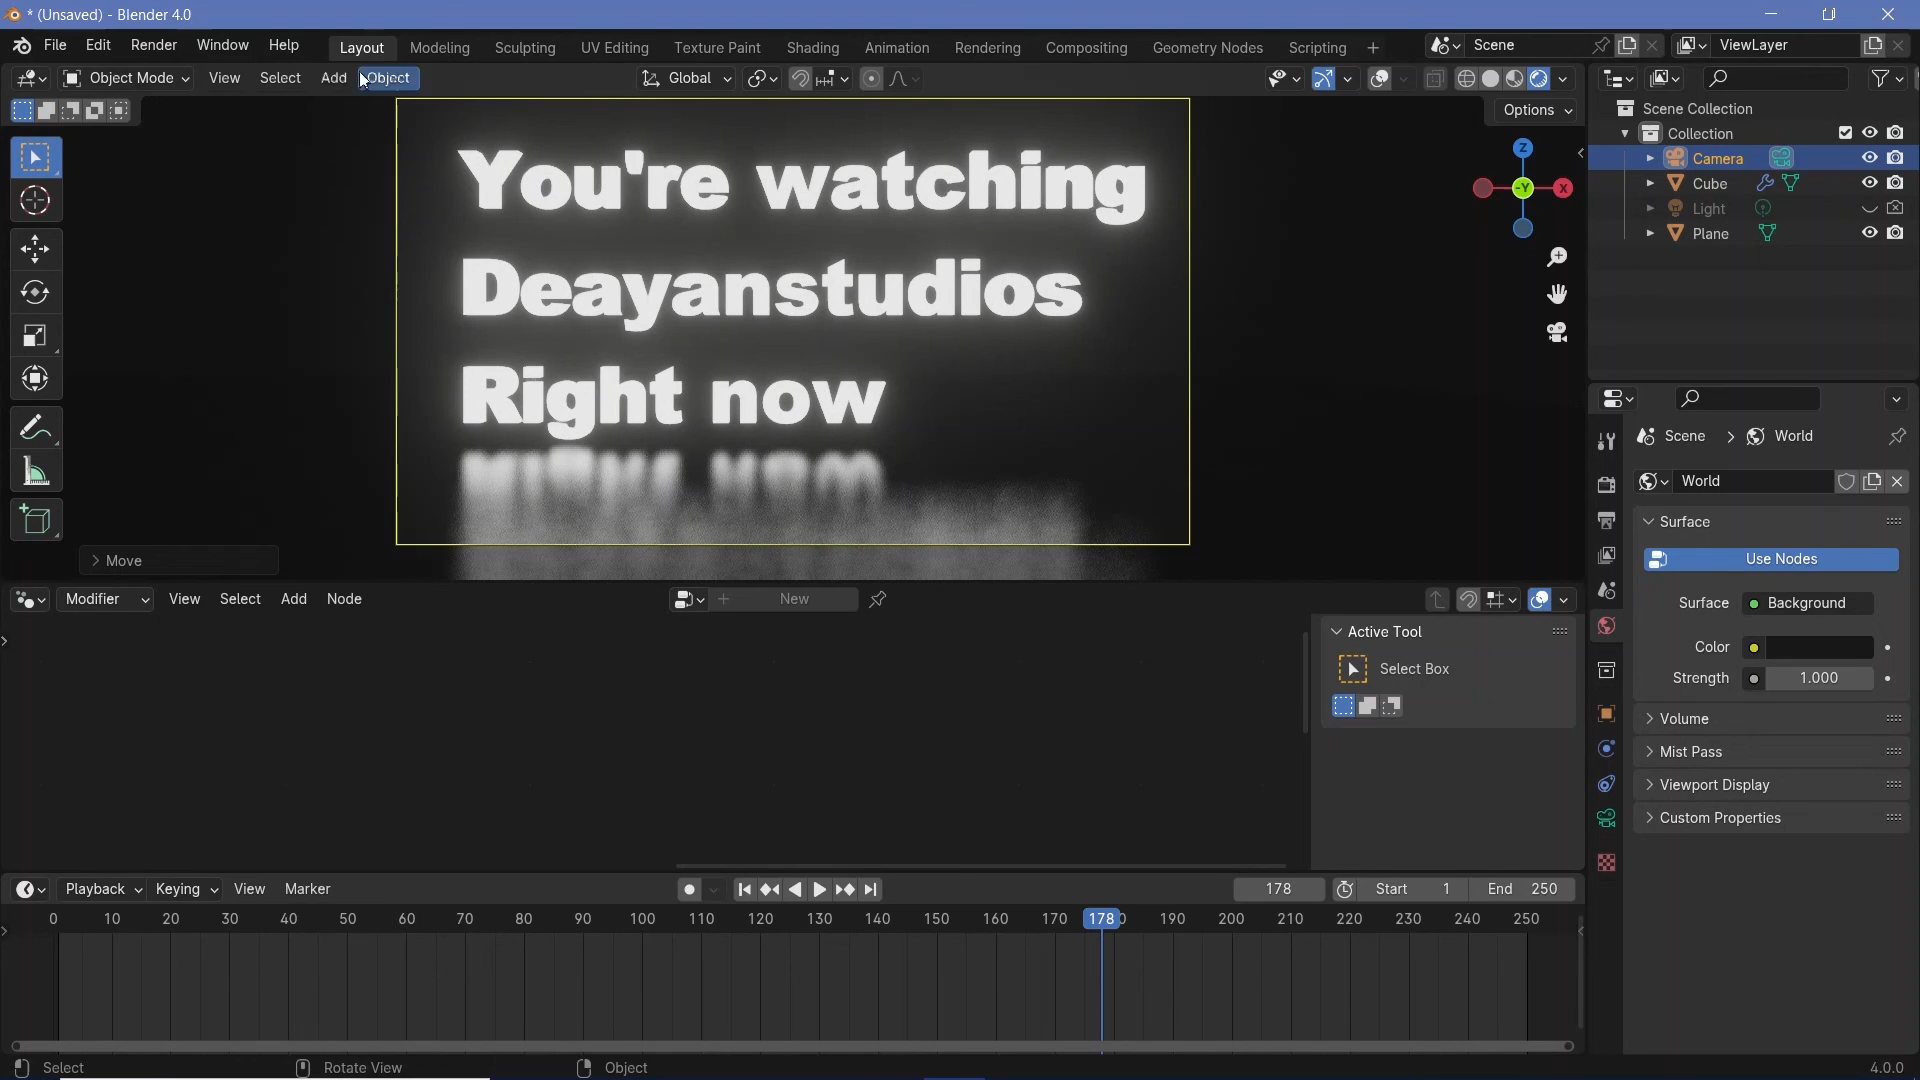 * (Unsaved) - Blender 4.0
File Edit Render Window Help Layout Modeling Sculpting UV Editing Texture Paint Shading Animation Rendering Compositing Geometry Nodes Scripting + Scene ViewLayer
Object Mode View Select Add Object Global
Options
Z
-Y X
Scene Collection
Collection
Camera
Cube
Light
Plane
You're watching
Deayanstudios
Right now
Move
Scene > World
World
Surface
Use Nodes
Surface Background
Color
Strength 1.000
Volume
Mist Pass
Viewport Display
Custom Properties
Modifier View Select Add Node + New
Active Tool
Select Box
Playback Keying View Marker 178 Start 1 End 250
0 10 20 30 40 50 60 70 80 90 100 110 120 130 140 150 160 170 178 190 200 210 220 230 240 250
Select Rotate View Object 4.0.0